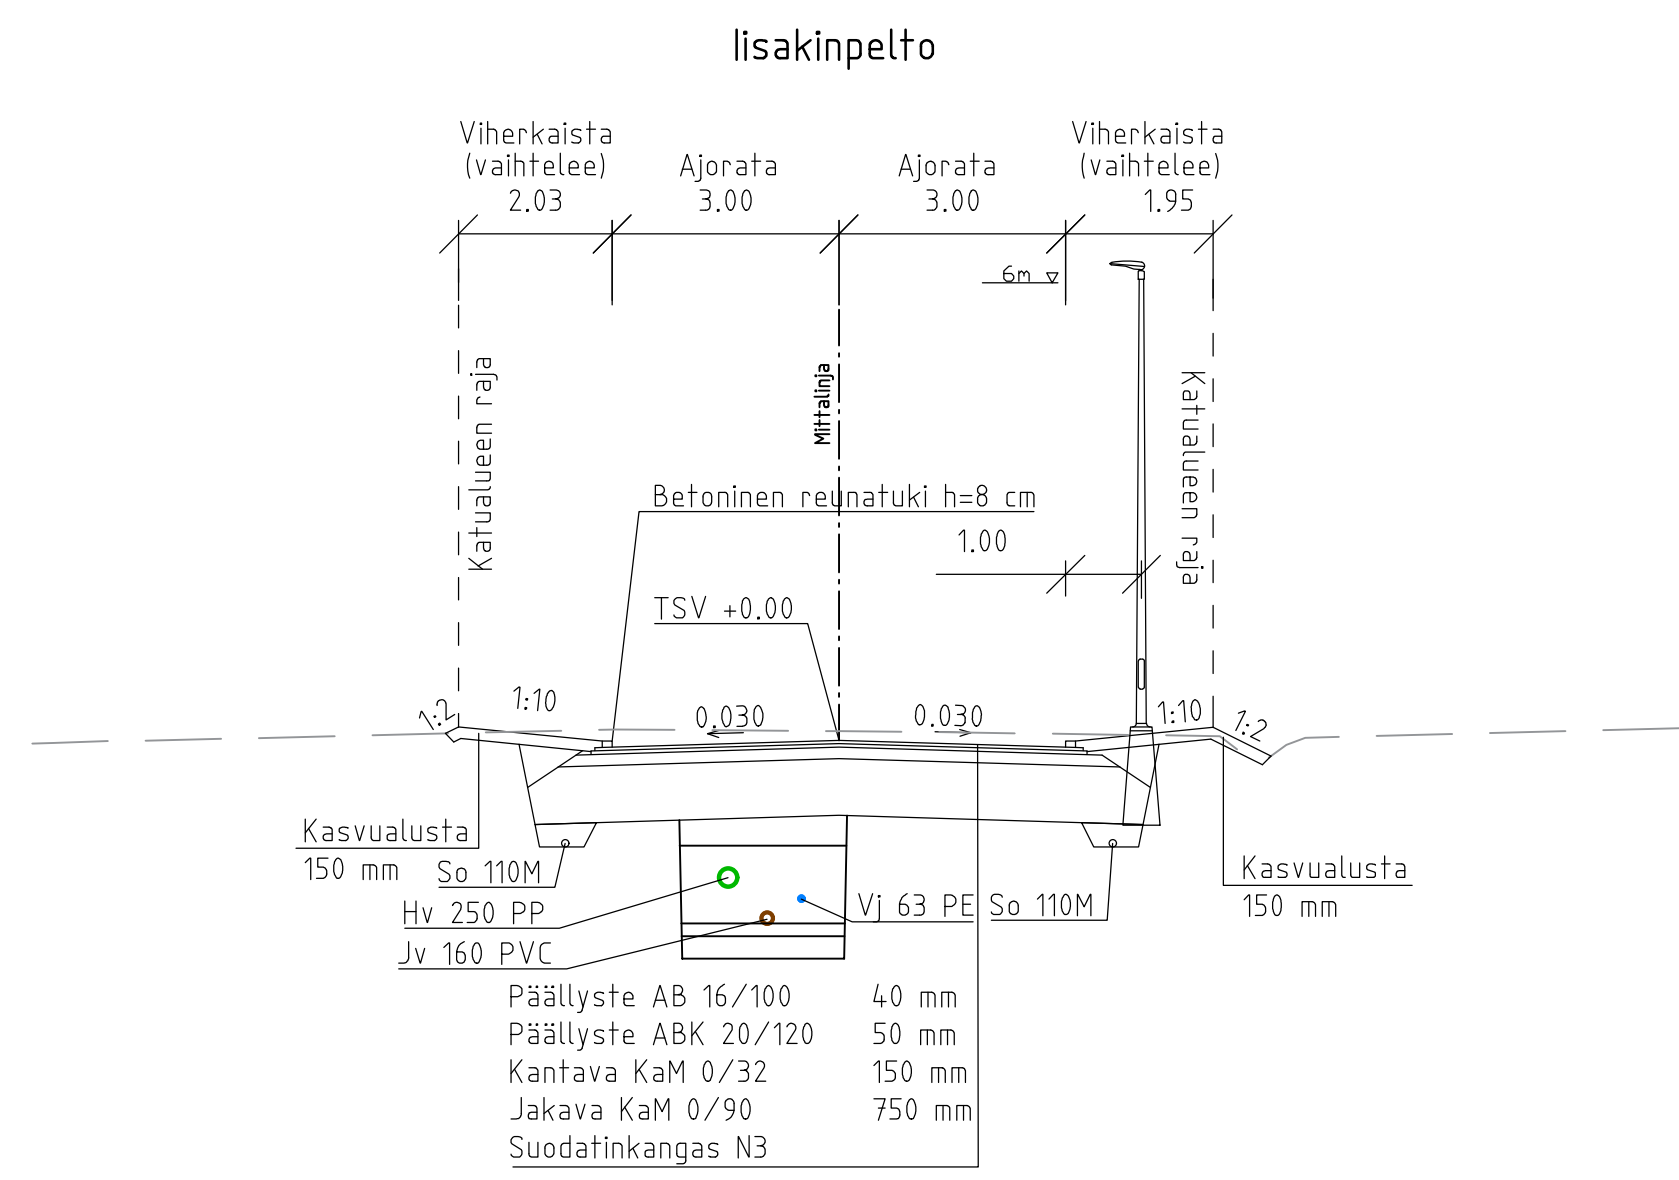 Iisakinpelto
Viherkaista
(vaihtelee)
2.03
Ajorata
3.00
Ajorata
3.00
Viherkaista
(vaihtelee)
1.95
6m
Katualueen raja
Mittalinja
Katualueen raja
Betoninen reunatuki h=8 cm
1.00
TSV +0.00
1:2
1:10
0.030
0.030
1:10
1:2
Kasvualusta
150 mm
So 110M
Hv 250 PP
Jv 160 PVC
Vj 63 PE
So 110M
Kasvualusta
150 mm
Päällyste AB 16/100 40 mm
Päällyste ABK 20/120 50 mm
Kantava KaM 0/32 150 mm
Jakava KaM 0/90 750 mm
Suodatinkangas N3